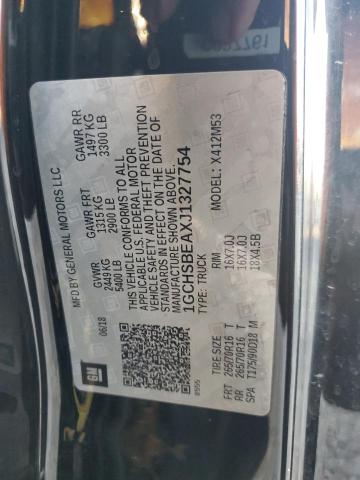 MFD BY GENERAL MOTORS LLC
06/18
GVWR
2449 KG
5400 LB
GAWR FRT
1315 KG
2900 LB
GAWR RR
1497 KG
3300 LB
THIS VEHICLE CONFORMS TO ALL
APPLICABLE U.S. FEDERAL MOTOR
VEHICLE SAFETY AND THEFT PREVENTION
STANDARDS IN EFFECT ON THE DATE OF
MANUFACTURE SHOWN ABOVE.
1GCHSBEAXJ1327754
TYPE: TRUCK
MODEL: X412M53
GM
TIRE SIZE
RIM
FRT 265/70R16 T 16X7.0J
RR 265/70R16 T 16X7.0J
SPA T175/90D18 M 18X4.5B